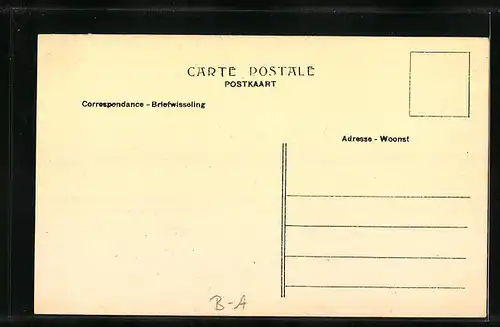 CARTE POSTALE
POSTKAART
Correspondance - Briefwisseling
Adresse - Woonst
B-A